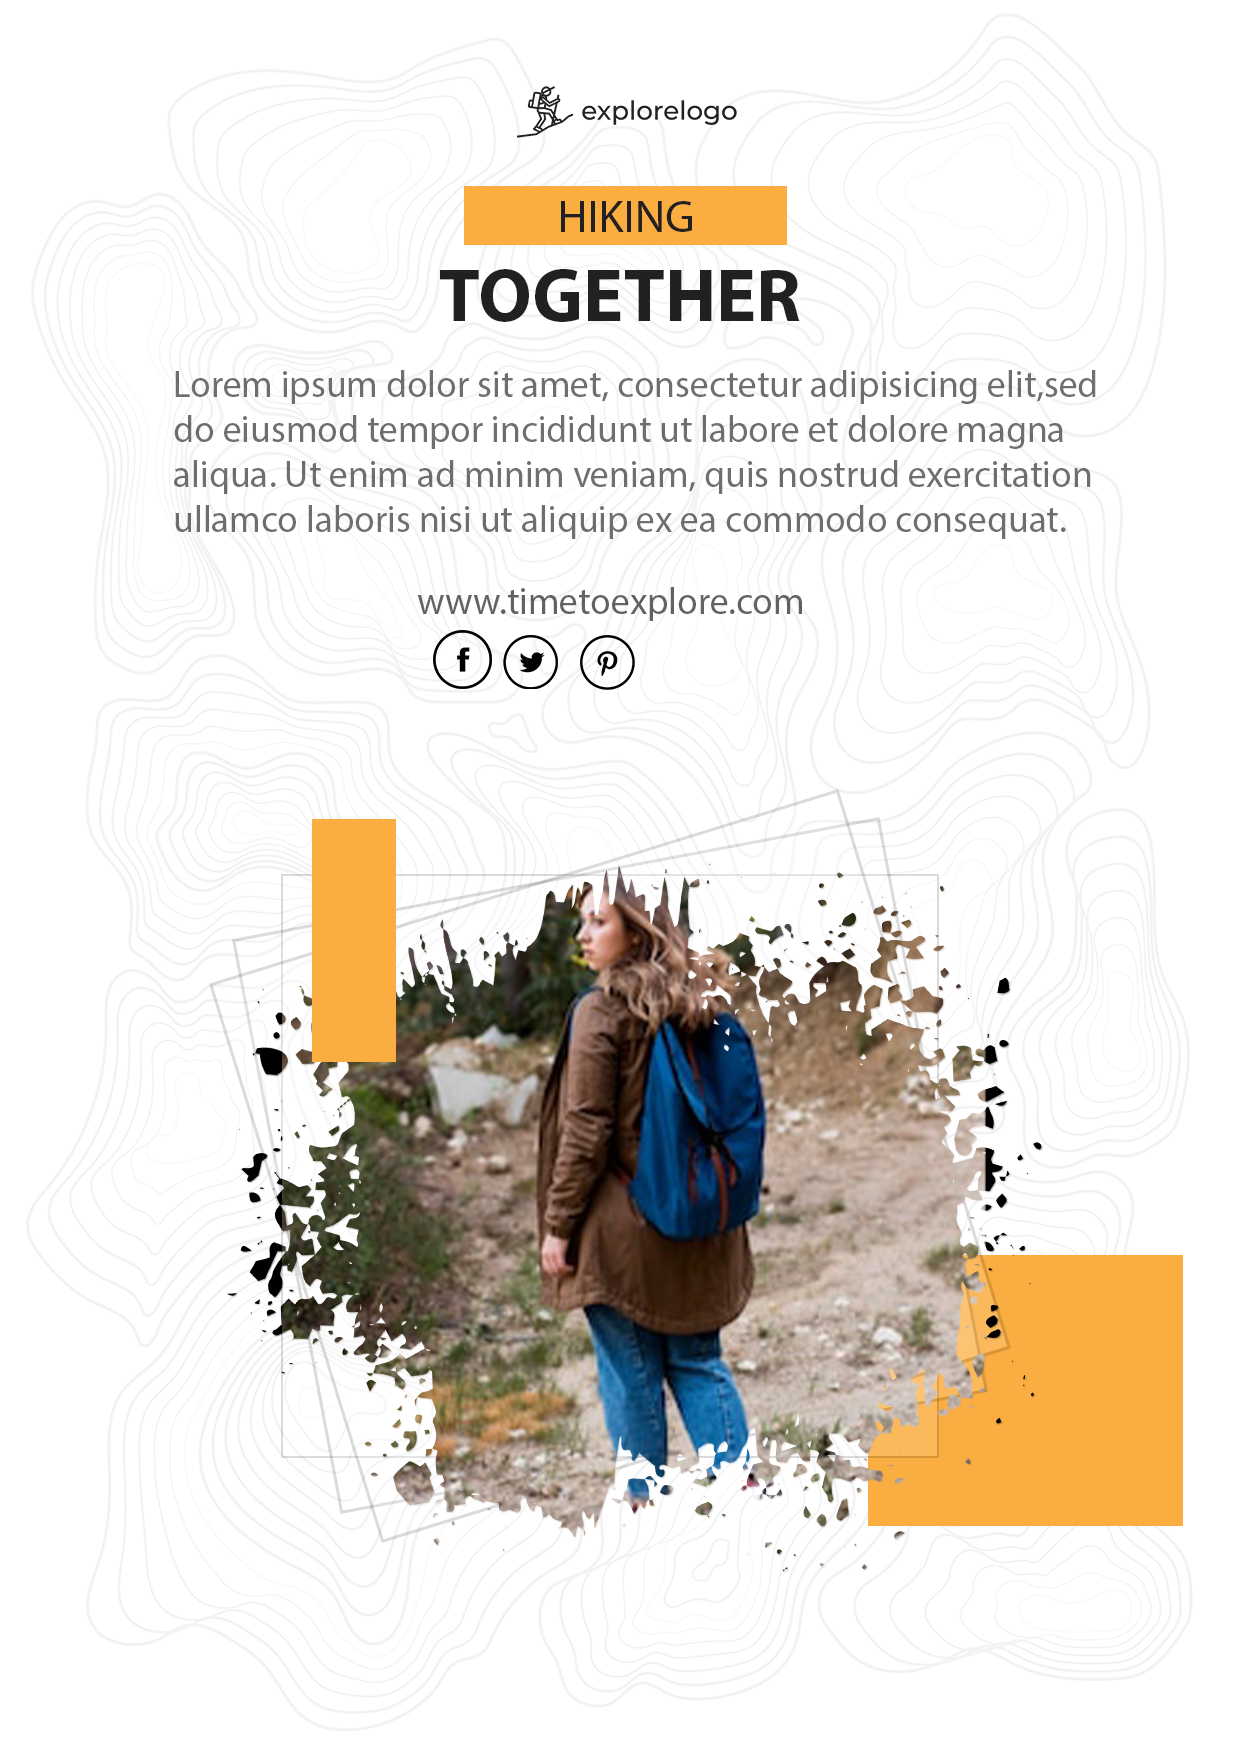 explorelogo
HIKING
TOGETHER
Lorem ipsum dolor sit amet, consectetur adipisicing elit,sed
do eiusmod tempor incididunt ut labore et dolore magna
aliqua. Ut enim ad minim veniam, quis nostrud exercitation
ullamco laboris nisi ut aliquip ex ea commodo consequat.
www.timetoexplore.com